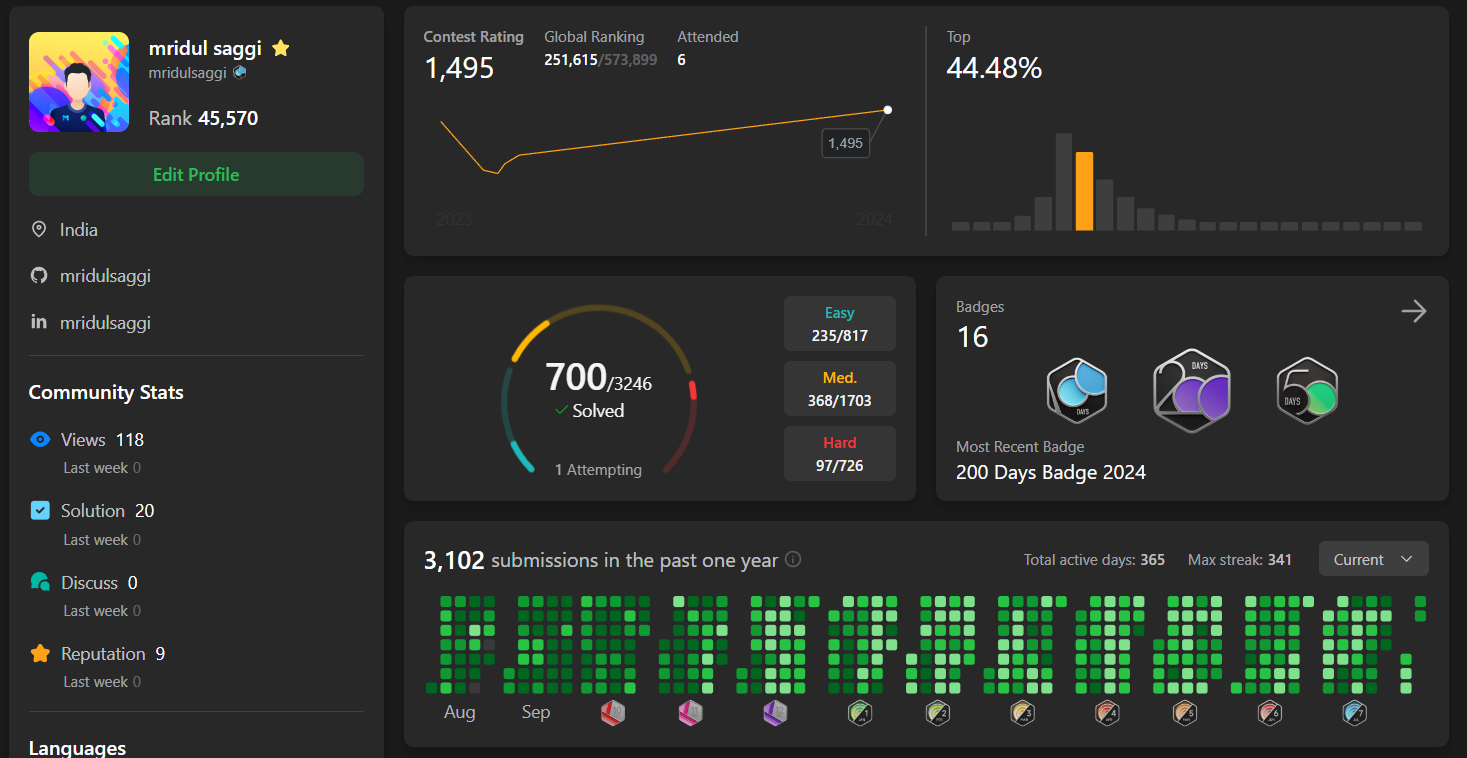 mridul saggi
mridulsaggi
Rank 45,570
Edit Profile
India
mridulsaggi
mridulsaggi
Community Stats
Views 118
Last week 0
Solution 20
Last week 0
Discuss 0
Last week 0
Reputation 9
Last week 0
Languages
Contest Rating
1,495
Global Ranking
251,615/573,899
Attended
6
1,495
2023
2024
Top
44.48%
700/3246
Solved
1 Attempting
Easy
235/817
Med.
368/1703
Hard
97/726
Badges
16
DAYS
DAYS
DAYS
Most Recent Badge
200 Days Badge 2024
3,102 submissions in the past one year
Total active days: 365
Max streak: 341
Current
Aug
Sep